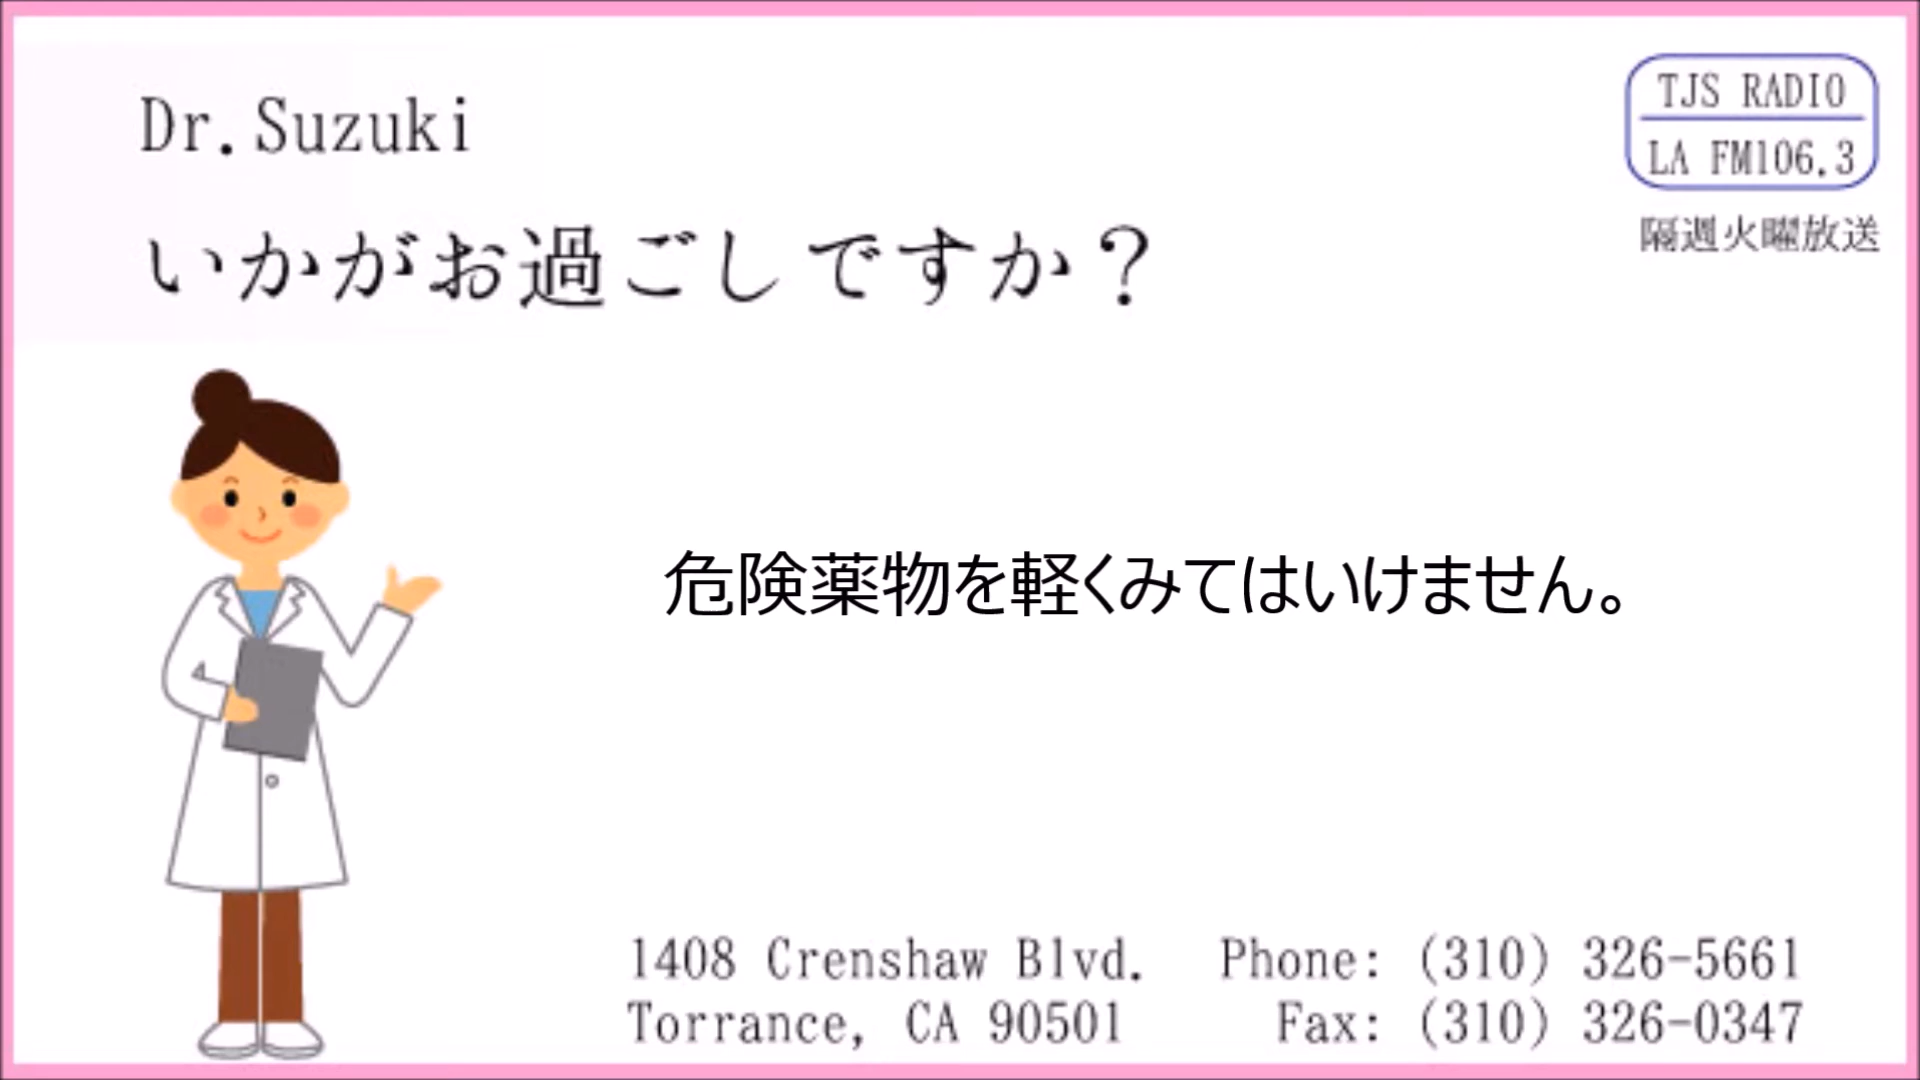 Dr.Suzuki
いかがお過ごしですか？
TJS RADIO
LA FM106.3
隔週火曜放送
危険薬物を軽くみてはいけません。
1408 Crenshaw Blvd.
Torrance, CA 90501
Phone: (310) 326-5661
Fax: (310) 326-0347